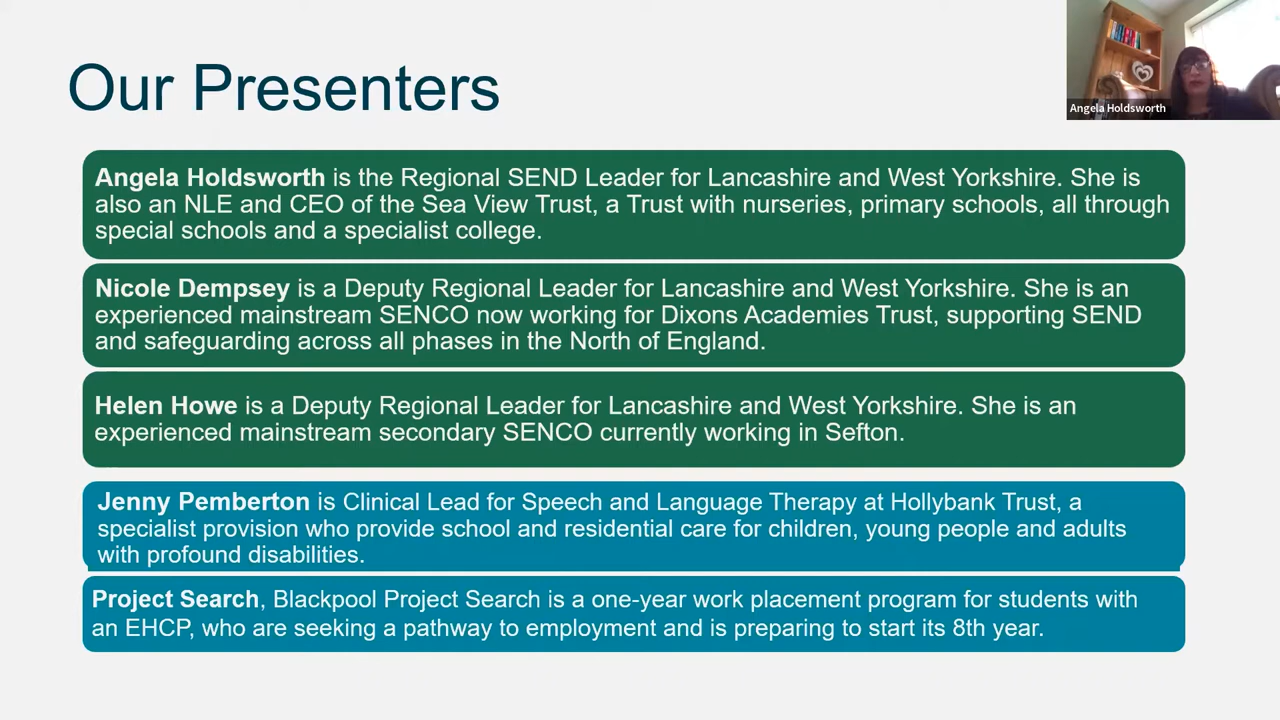 Our Presenters
Angela Holdsworth
Angela Holdsworth is the Regional SEND Leader for Lancashire and West Yorkshire. She is
also an NLE and CEO of the Sea View Trust, a Trust with nurseries, primary schools, all through
special schools and a specialist college.
Nicole Dempsey is a Deputy Regional Leader for Lancashire and West Yorkshire. She is an
experienced mainstream SENCO now working for Dixons Academies Trust, supporting SEND
and safeguarding across all phases in the North of England.
Helen Howe is a Deputy Regional Leader for Lancashire and West Yorkshire. She is an
experienced mainstream secondary SENCO currently working in Sefton.
Jenny Pemberton is Clinical Lead for Speech and Language Therapy at Hollybank Trust, a
specialist provision who provide school and residential care for children, young people and adults
with profound disabilities.
Project Search, Blackpool Project Search is a one-year work placement program for students with
an EHCP, who are seeking a pathway to employment and is preparing to start its 8th year.